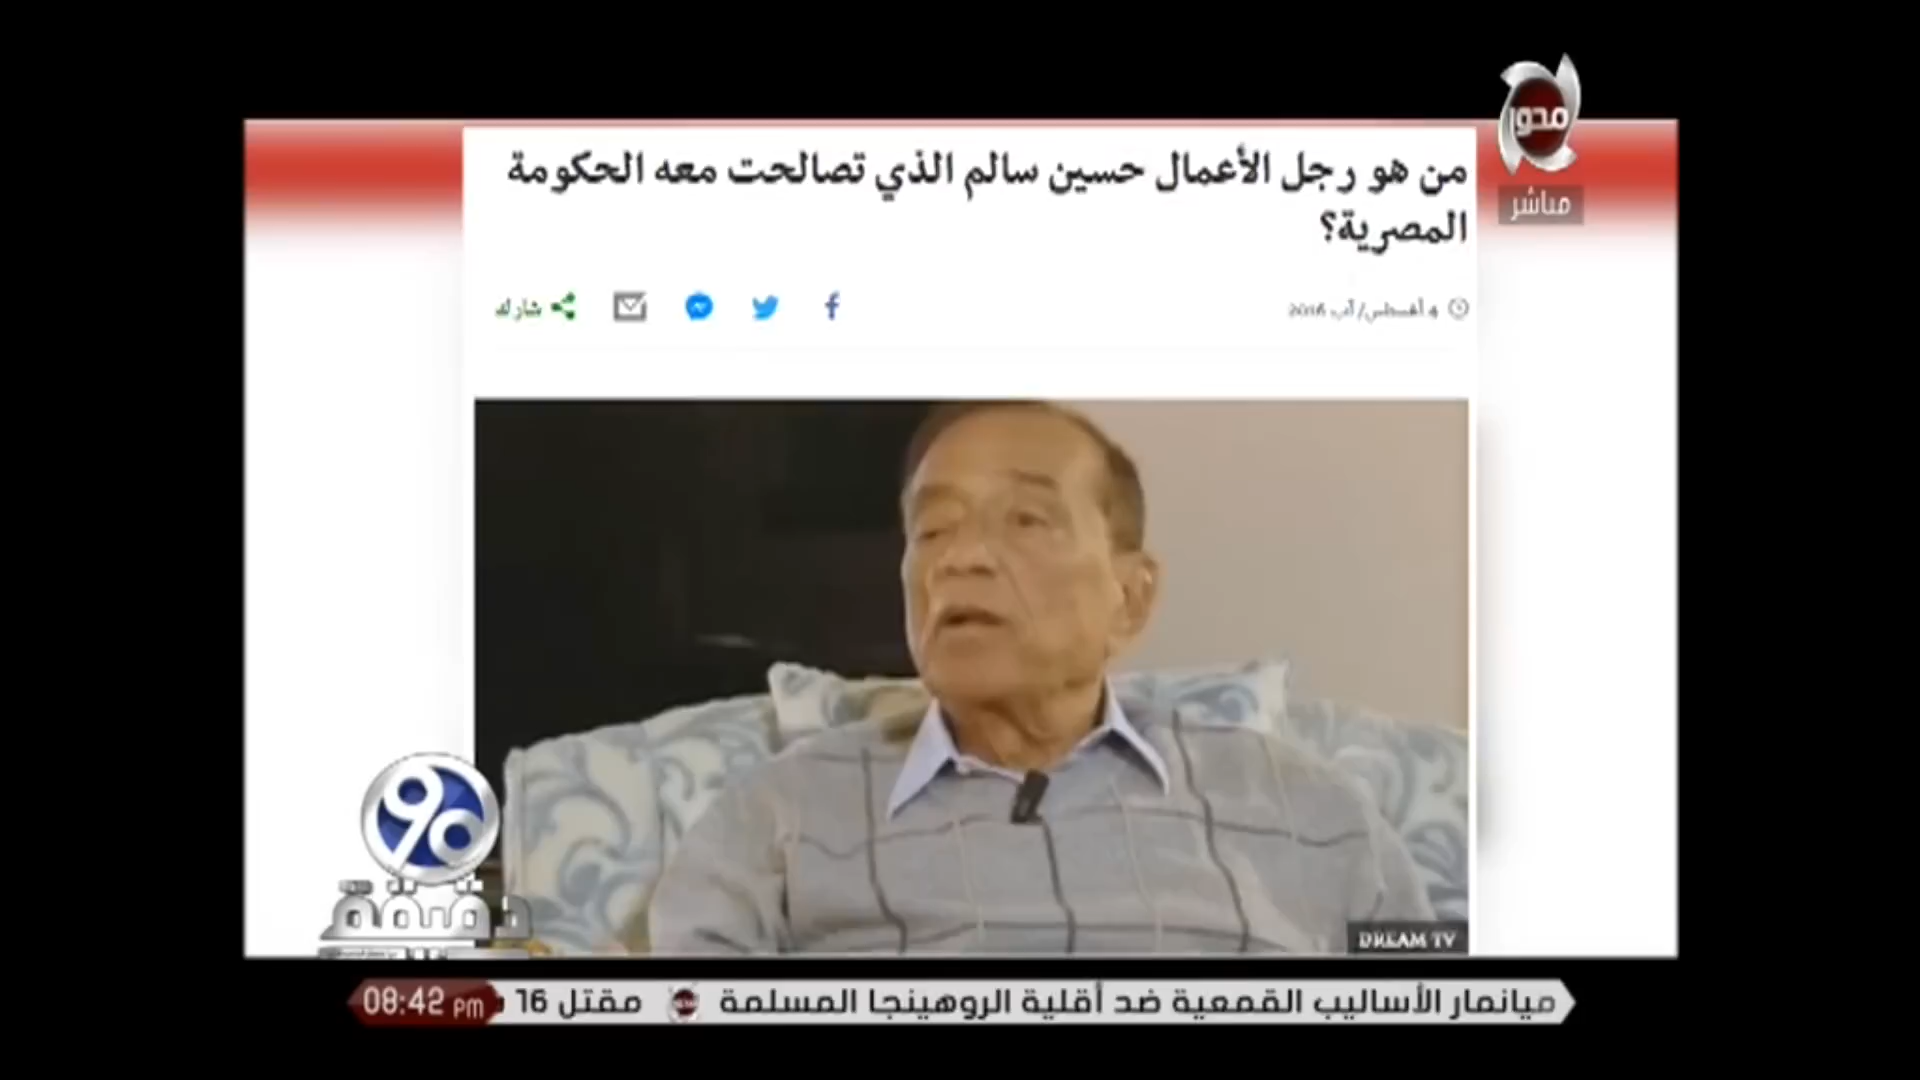 محور
مباشر
من هو رجل الأعمال حسين سالم الذي تصالحت معه الحكومة
المصرية؟
4 أغسطس/ آب 2016
شارك
DREAM TV
90
دقيقة
ميانمار الأساليب القمعية ضد أقلية الروهينجا المسلمة
مقتل 16
08:42 PM